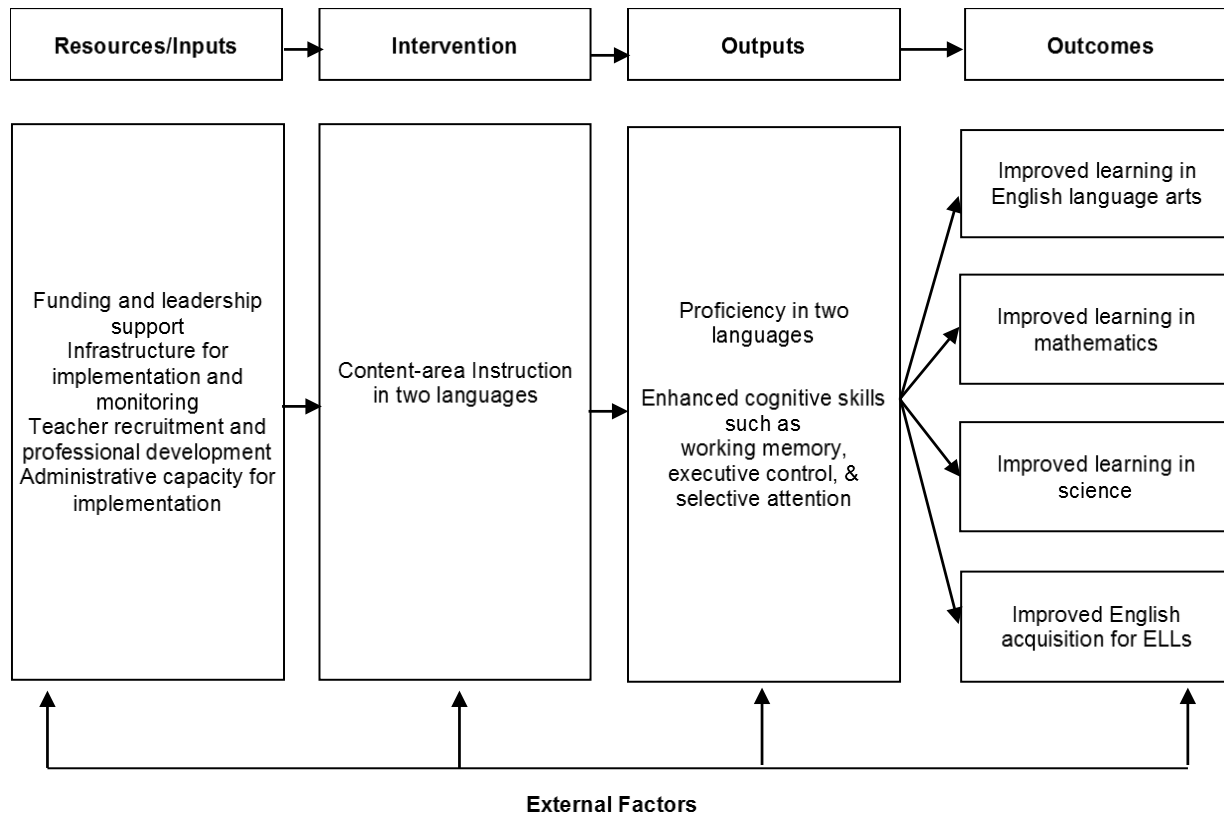 Resources/Inputs
Intervention
Outputs
Outcomes
Funding and leadership
support
Infrastructure for
implementation and
monitoring
Teacher recruitment and
professional development
Administrative capacity for
implementation
Content-area Instruction
in two languages
Proficiency in two
languages
Enhanced cognitive skills
such as
working memory,
executive control, &
selective attention
Improved learning in
English language arts
Improved learning in
mathematics
Improved learning in
science
Improved English
acquisition for ELLs
External Factors